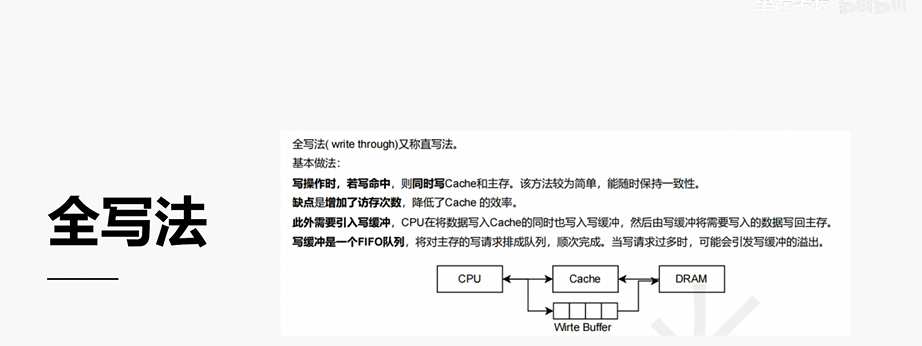 全写法
全写法( write through)又称直写法。
基本做法：
写操作时，若写命中，则同时写Cache和主存。该方法较为简单，能随时保持一致性。
缺点是增加了访存次数，降低了Cache 的效率。
此外需要引入写缓冲，CPU在将数据写入Cache的同时也写入写缓冲，然后由写缓冲将需要写入的数据写回主存。
写缓冲是一个FIFO队列，将对主存的写请求排成队列，顺次完成。当写请求过多时，可能会引发写缓冲的溢出。
CPU
Cache
DRAM
Wirte Buffer